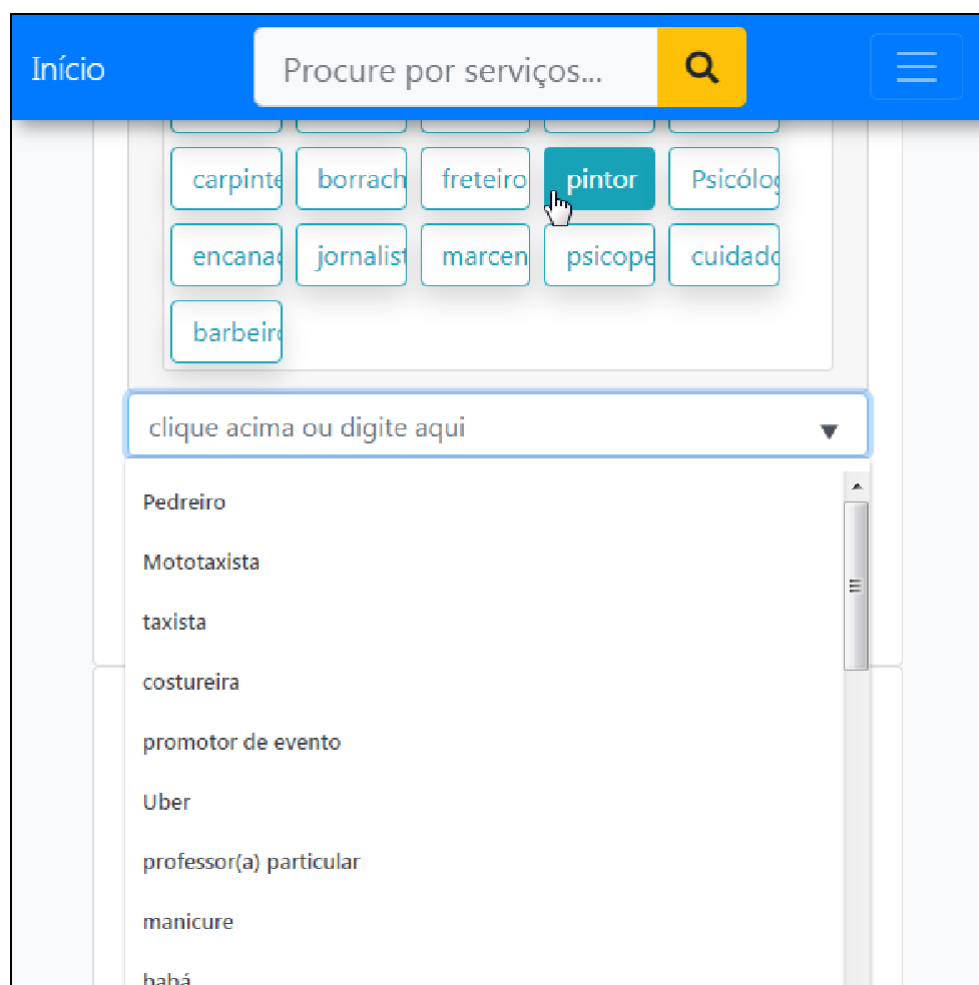 Início Procure por serviços...
carpinte borrach freteiro pintor Psicólog
encanad jornalist marcen psicope cuidado
barbeiro
clique acima ou digite aqui
Pedreiro
Mototaxista
taxista
costureira
promotor de evento
Uber
professor(a) particular
manicure
babá